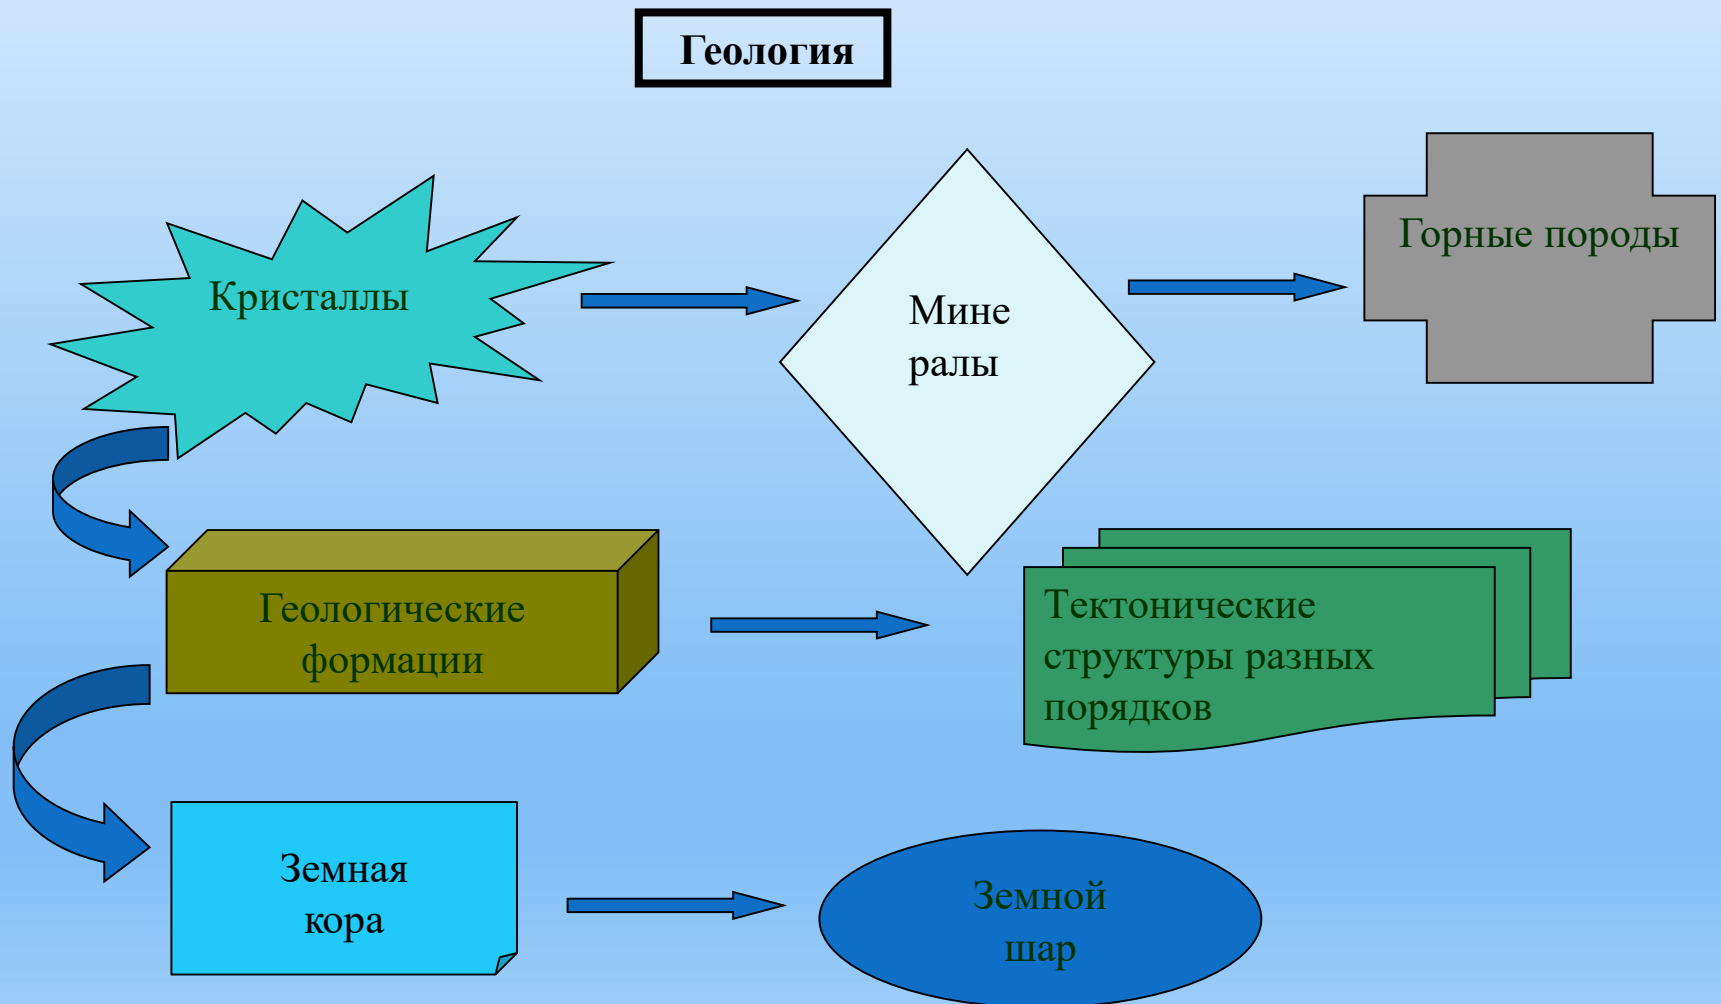 Геология
Кристаллы
Мине
ралы
Горные породы
Геологические
формации
Тектонические
структуры разных
порядков
Земная
кора
Земной
шар